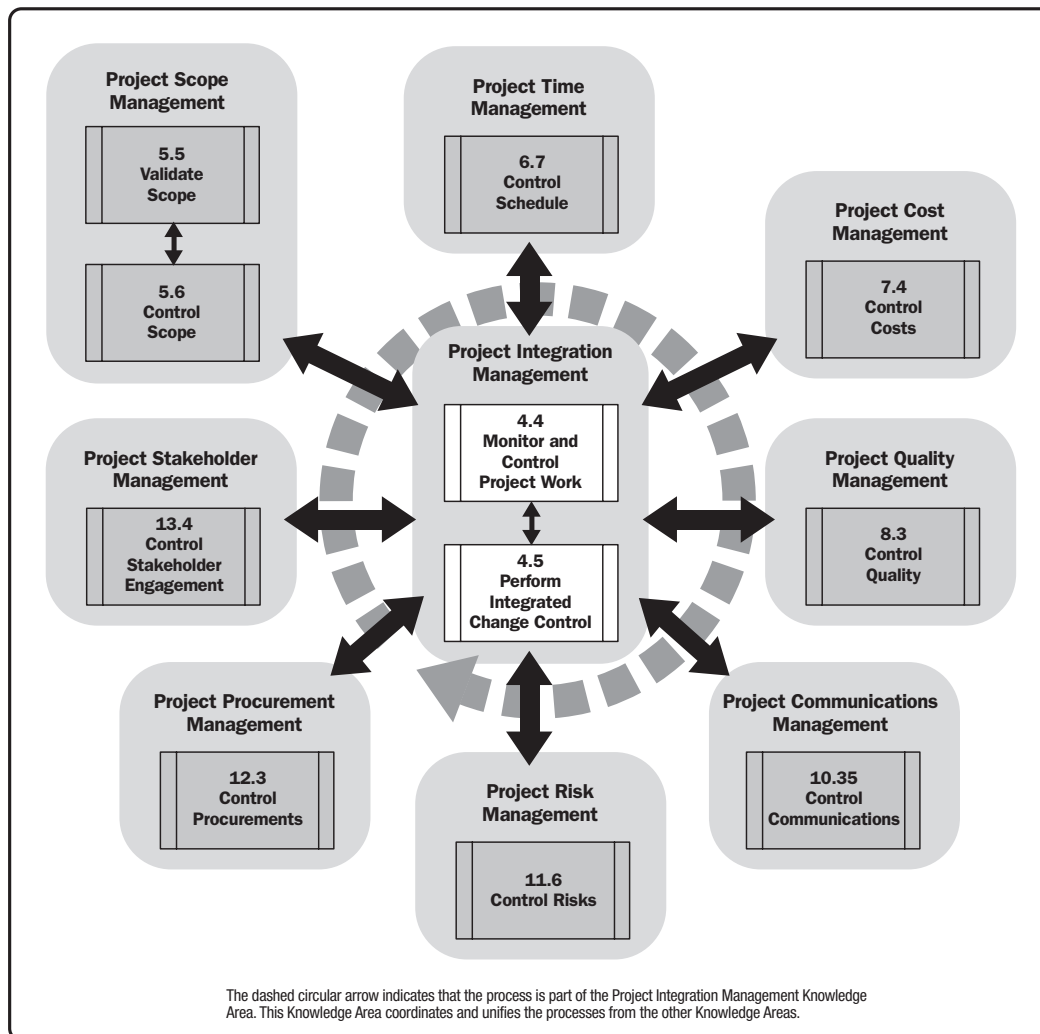 Project Scope
Management
5.5
Validate
Scope
5.6
Control
Scope
Project Time
Management
6.7
Control
Schedule
Project Cost
Management
7.4
Control
Costs
Project Integration
Management
4.4
Monitor and
Control
Project Work
4.5
Perform
Integrated
Change Control
Project Stakeholder
Management
13.4
Control
Stakeholder
Engagement
Project Quality
Management
8.3
Control
Quality
Project Procurement
Management
12.3
Control
Procurements
Project Risk
Management
11.6
Control Risks
Project Communications
Management
10.35
Control
Communications
The dashed circular arrow indicates that the process is part of the Project Integration Management Knowledge
Area. This Knowledge Area coordinates and unifies the processes from the other Knowledge Areas.